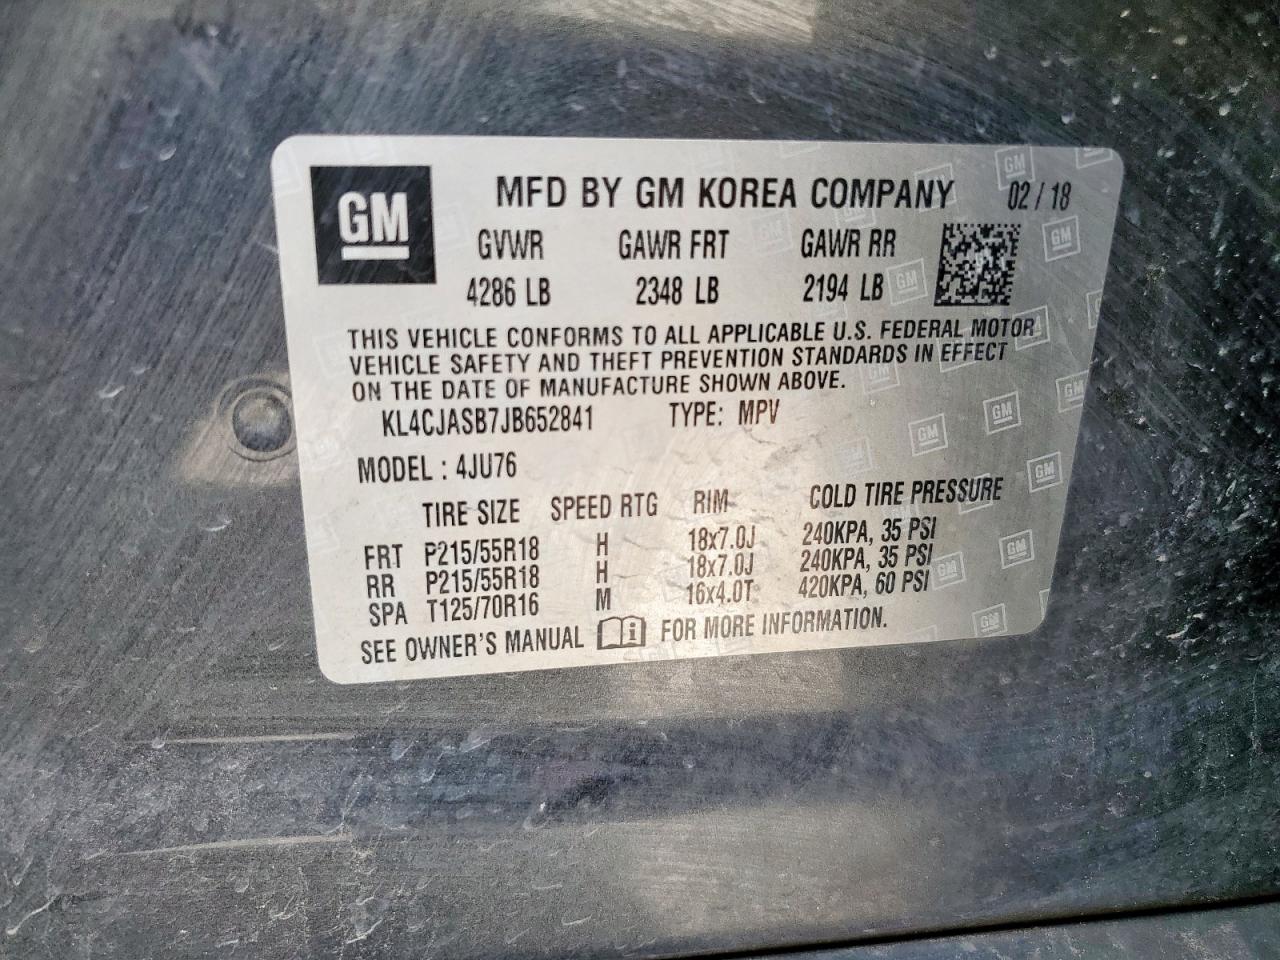 GM
MFD BY GM KOREA COMPANY 02/18
GVWR GAWR FRT GAWR RR
4286 LB 2348 LB 2194 LB
THIS VEHICLE CONFORMS TO ALL APPLICABLE U.S. FEDERAL MOTOR
VEHICLE SAFETY AND THEFT PREVENTION STANDARDS IN EFFECT
ON THE DATE OF MANUFACTURE SHOWN ABOVE.
KL4CJASB7JB652841 TYPE: MPV
MODEL : 4JU76
TIRE SIZE SPEED RTG RIM COLD TIRE PRESSURE
FRT P215/55R18 H 18x7.0J 240KPA, 35 PSI
RR P215/55R18 H 18x7.0J 240KPA, 35 PSI
SPA T125/70R16 M 16x4.0T 420KPA, 60 PSI
SEE OWNER'S MANUAL FOR MORE INFORMATION.